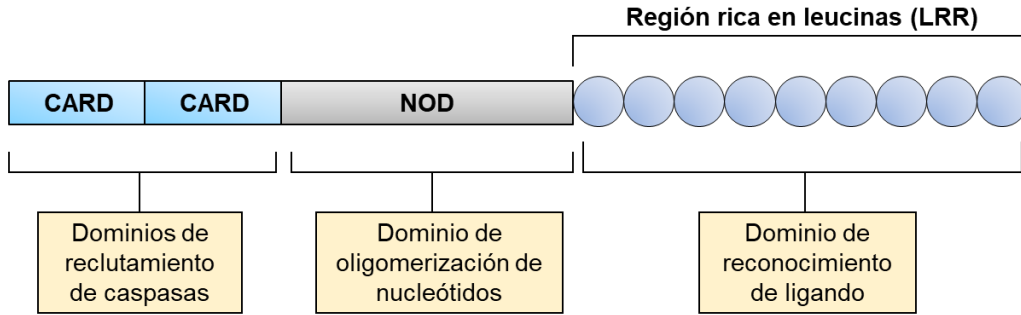 Región rica en leucinas (LRR)
CARD
CARD
NOD
Dominios de
reclutamiento
de caspasas
Dominio de
oligomerización de
nucleótidos
Dominio de
reconocimiento
de ligando